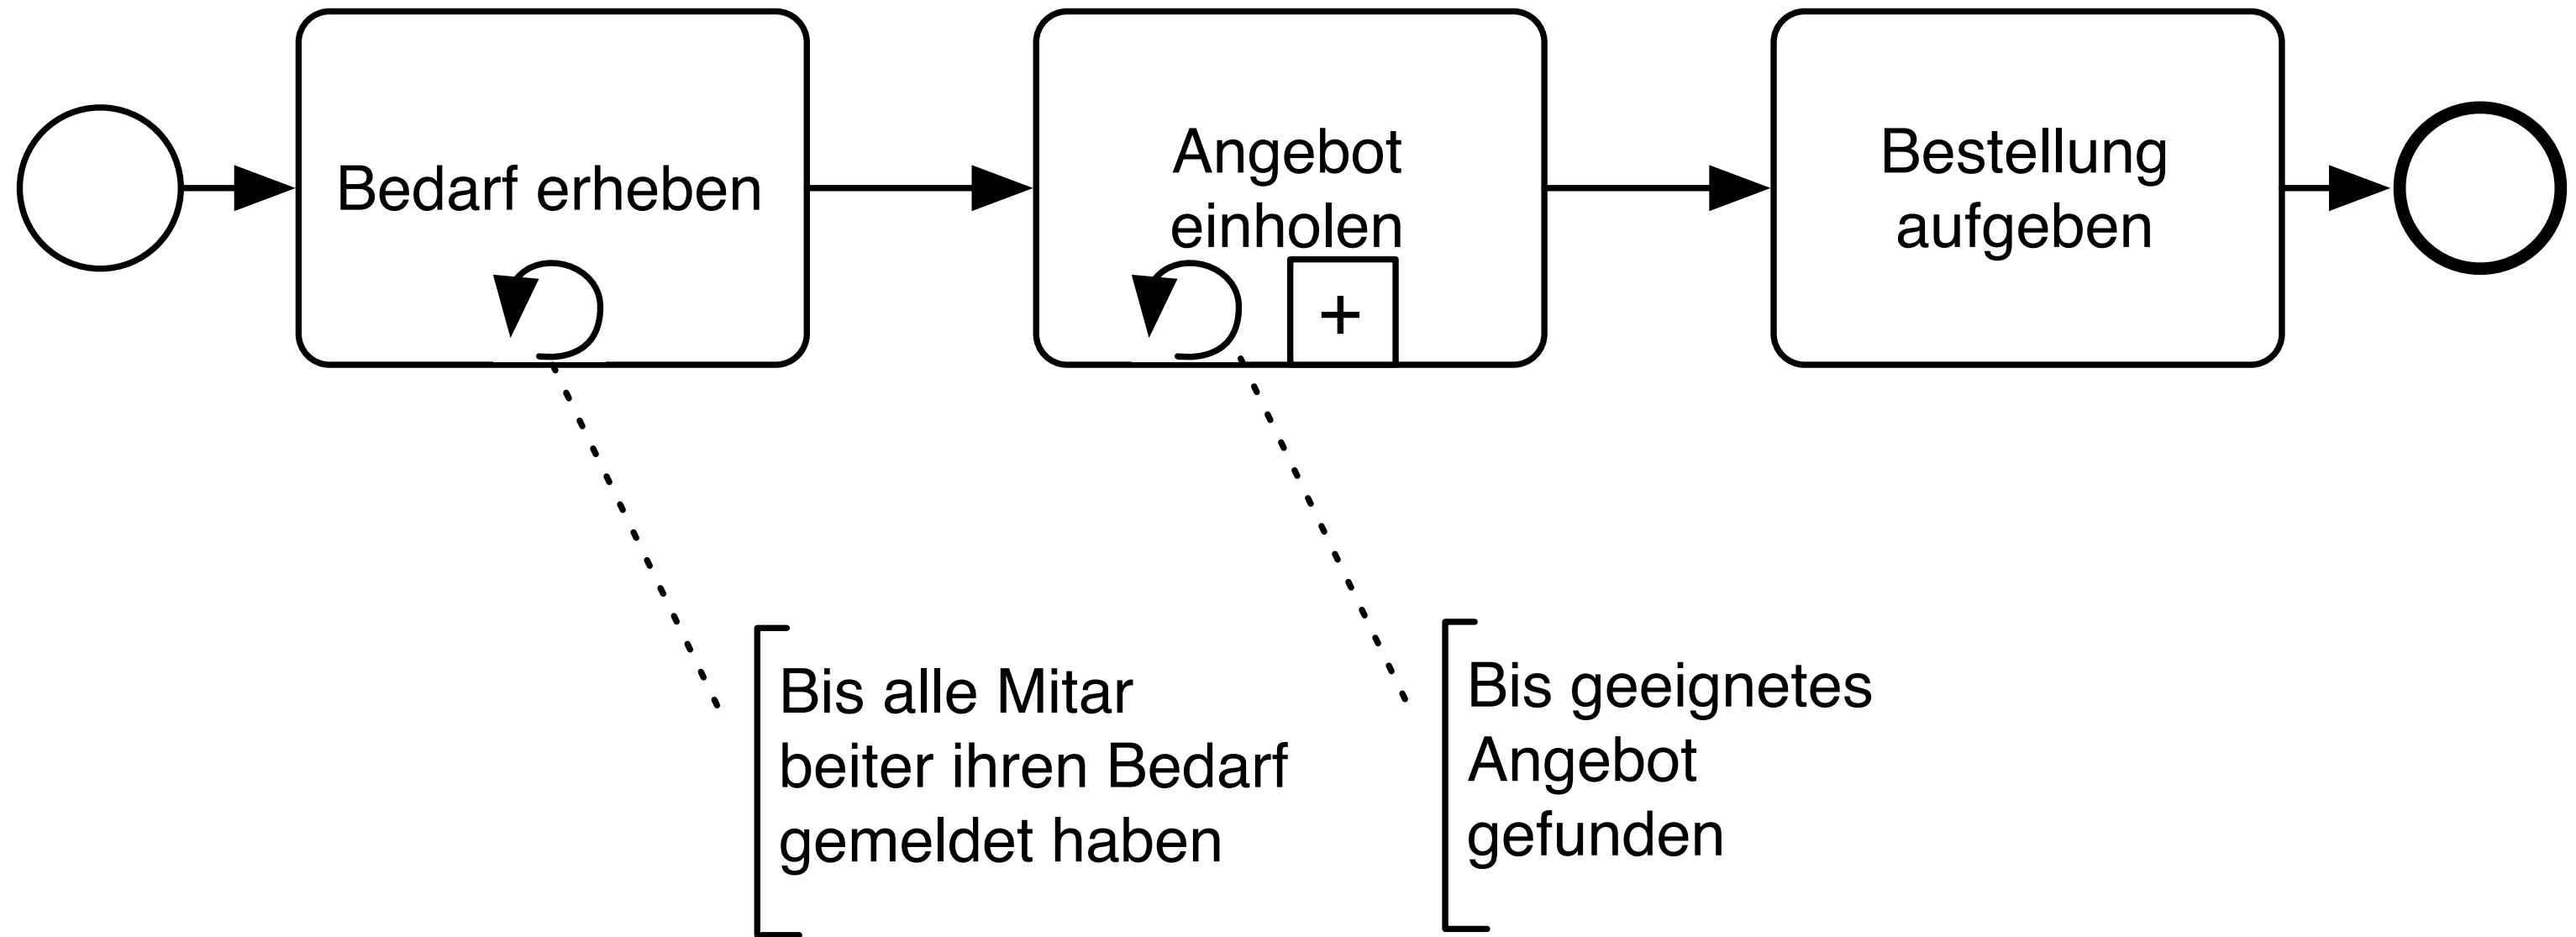 Bedarf erheben
Angebot
einholen
+
Bestellung
aufgeben
Bis alle Mitar
beiter ihren Bedarf
gemeldet haben
Bis geeignetes
Angebot
gefunden